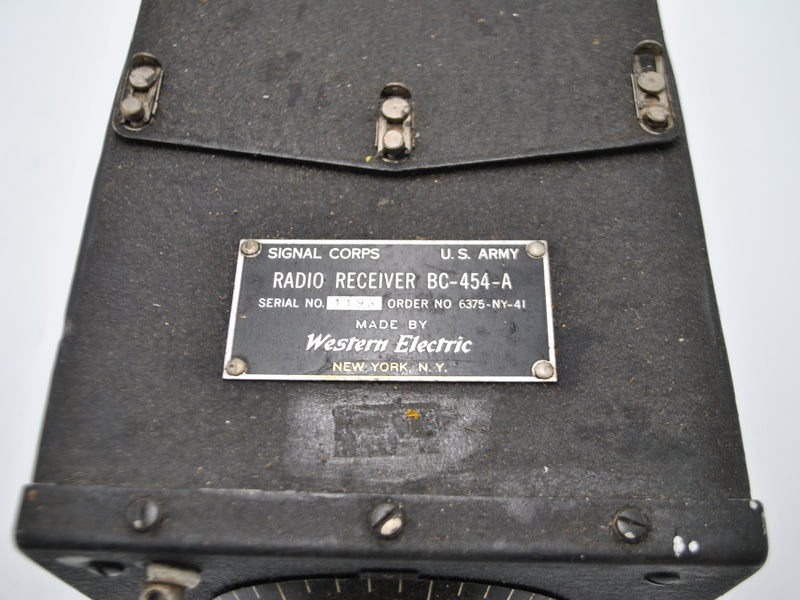 SIGNAL CORPS U. S. ARMY
RADIO RECEIVER BC-454-A
SERIAL NO. 1193 ORDER NO 6375-NY-41
MADE BY
Western Electric
NEW YORK, N. Y.